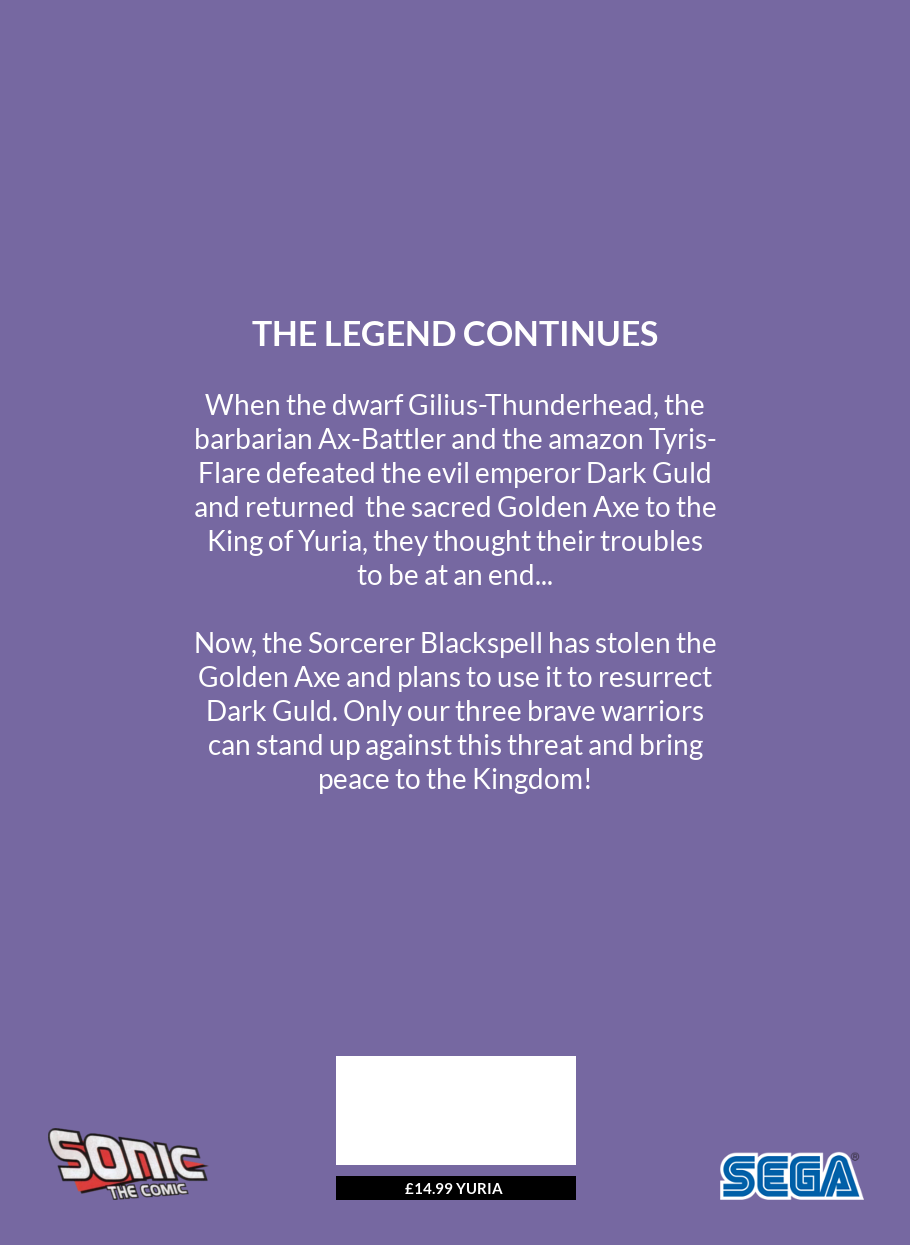 THE LEGEND CONTINUES
When the dwarf Gilius-Thunderhead, the
barbarian Ax-Battler and the amazon Tyris-
Flare defeated the evil emperor Dark Guld
and returned  the sacred Golden Axe to the
King of Yuria, they thought their troubles
to be at an end...
Now, the Sorcerer Blackspell has stolen the
Golden Axe and plans to use it to resurrect
Dark Guld. Only our three brave warriors
can stand up against this threat and bring
peace to the Kingdom!
SONIC
THE COMIC
£14.99 YURIA
SEGA®